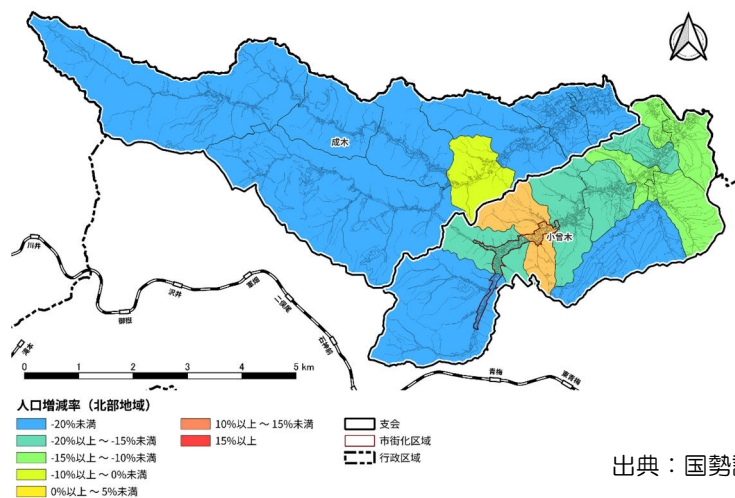 成木
小曾木
川井
御嶽
沢井
軍畑
二俣尾
石神前
滝本
青梅
東青梅
0 1 2 3 4 5 km
人口増減率（北部地域）
-20%未満
-20%以上 ～ -15%未満
-15%以上 ～ -10%未満
-10%以上 ～ 0%未満
0%以上 ～ 5%未満
10%以上 ～ 15%未満
15%以上
支会
市街化区域
行政区域
出典：国勢